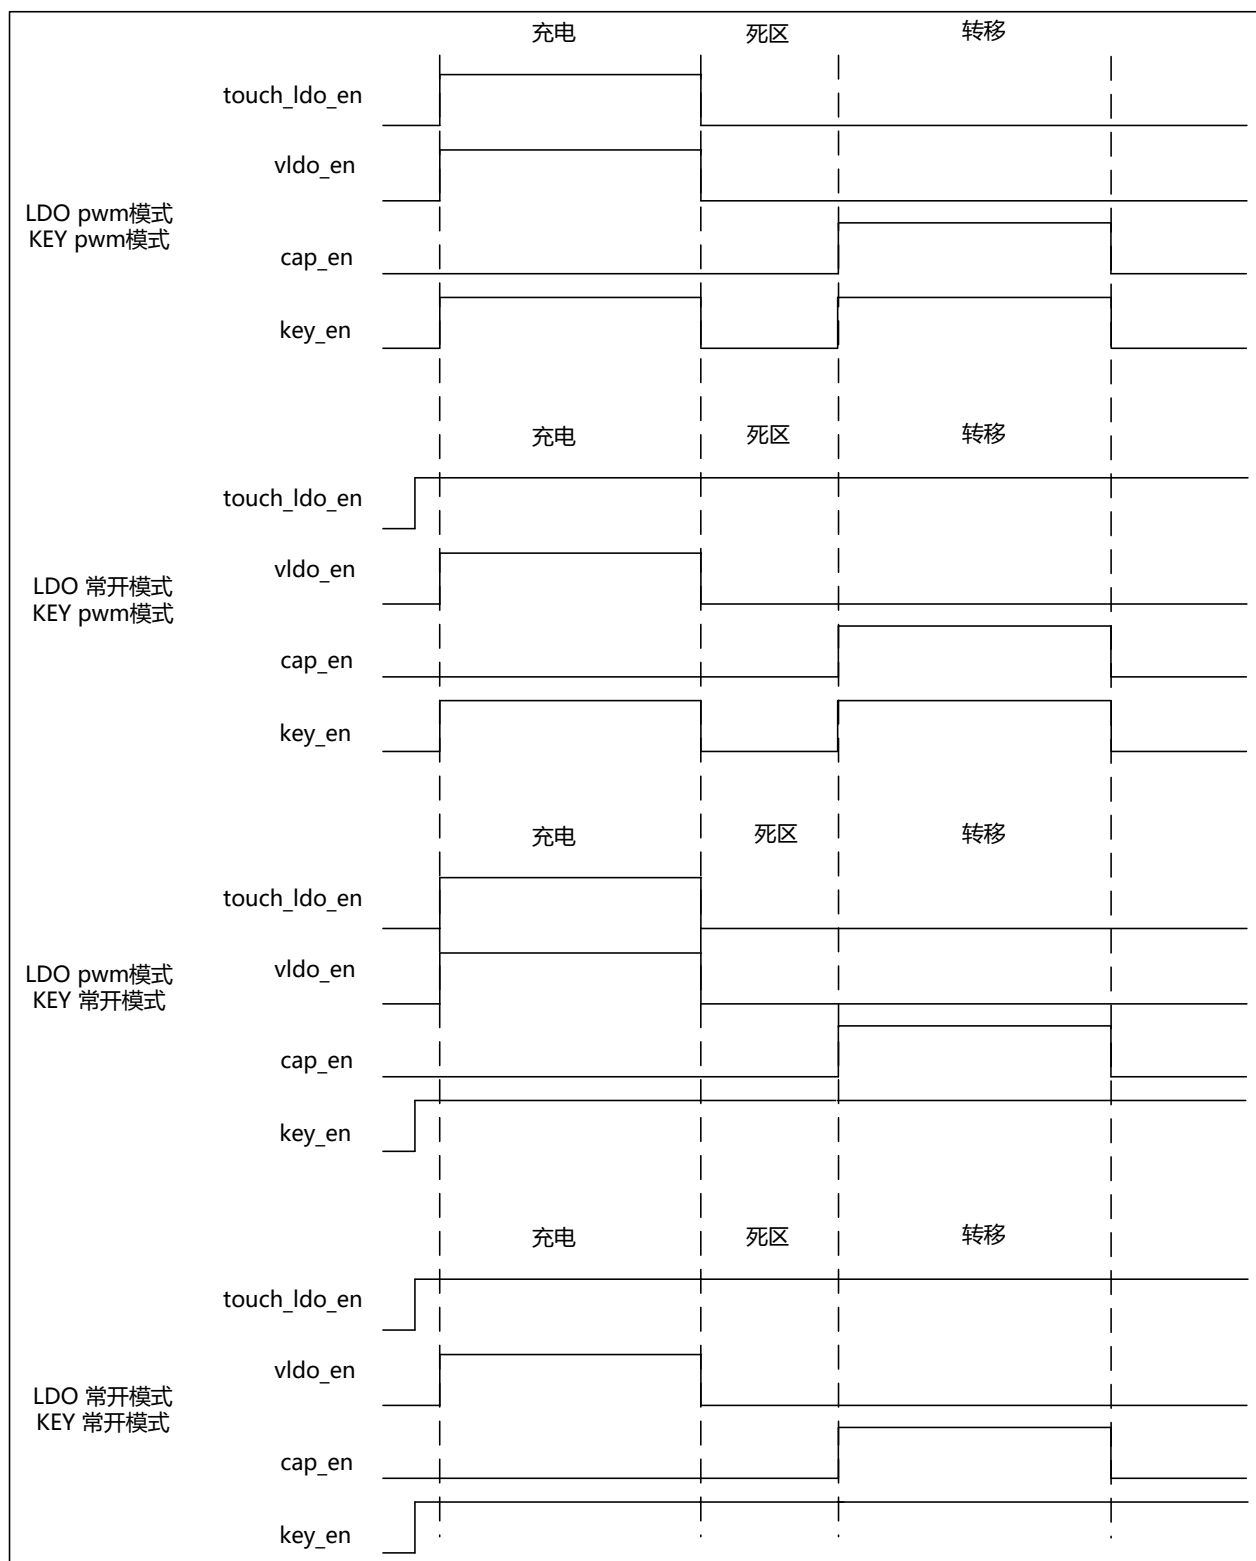 充电 死区 转移
touch_ldo_en
vldo_en
LDO pwm模式
KEY pwm模式
cap_en
key_en
充电 死区 转移
touch_ldo_en
vldo_en
LDO 常开模式
KEY pwm模式
cap_en
key_en
充电 死区 转移
touch_ldo_en
vldo_en
LDO pwm模式
KEY 常开模式
cap_en
key_en
充电 死区 转移
touch_ldo_en
vldo_en
LDO 常开模式
KEY 常开模式
cap_en
key_en